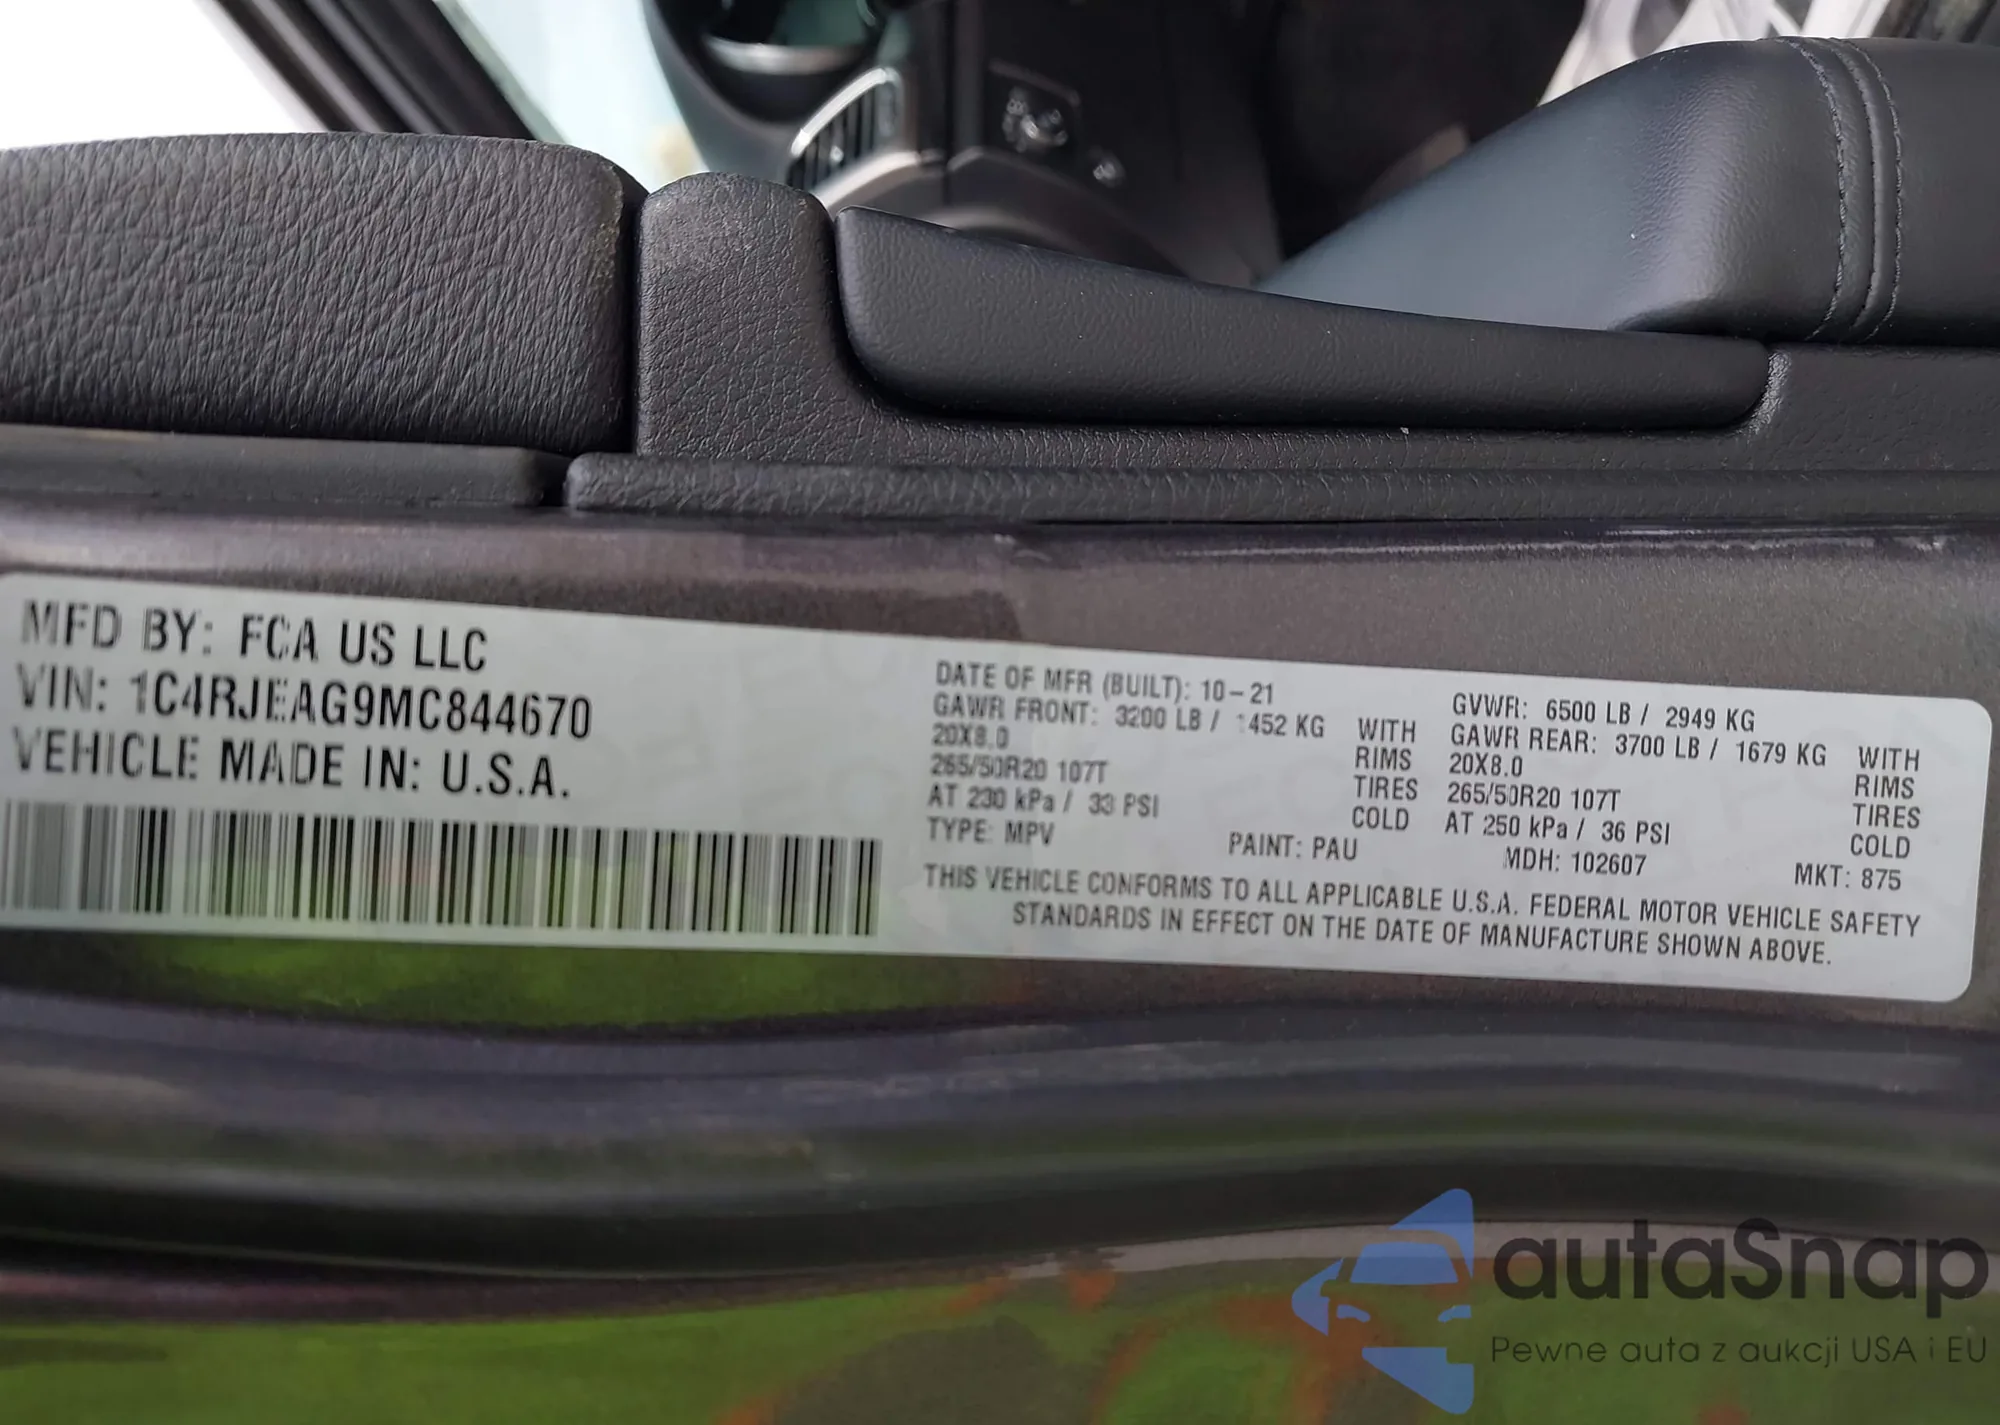 MFD BY: FCA US LLC
VIN: 1C4RJEAG9MC844670
VEHICLE MADE IN: U.S.A.
DATE OF MFR (BUILT): 10-21
GAWR FRONT: 3200 LB / 1452 KG WITH
20X8.0 RIMS
265/50R20 107T TIRES
AT 230 kPa / 33 PSI COLD
TYPE: MPV PAINT: PAU
GVWR: 6500 LB / 2949 KG
GAWR REAR: 3700 LB / 1679 KG WITH
20X8.0 RIMS
265/50R20 107T TIRES
AT 250 kPa / 36 PSI COLD
MDH: 102607 MKT: 875
THIS VEHICLE CONFORMS TO ALL APPLICABLE U.S.A. FEDERAL MOTOR VEHICLE SAFETY
STANDARDS IN EFFECT ON THE DATE OF MANUFACTURE SHOWN ABOVE.
autaSnap
Pewne auta z aukcji USA i EU